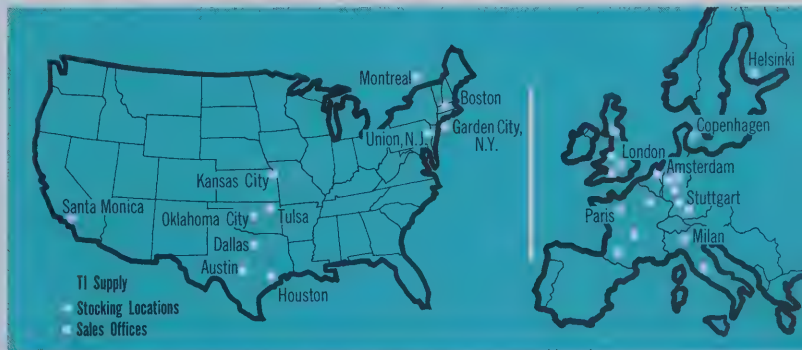 Montreal
Boston
Garden City,
N.Y.
Union, N.J.
Kansas City
Santa Monica
Oklahoma City
Tulsa
Dallas
Austin
Houston
TI Supply
Stocking Locations
Sales Offices
Helsinki
Copenhagen
London
Amsterdam
Stuttgart
Paris
Milan